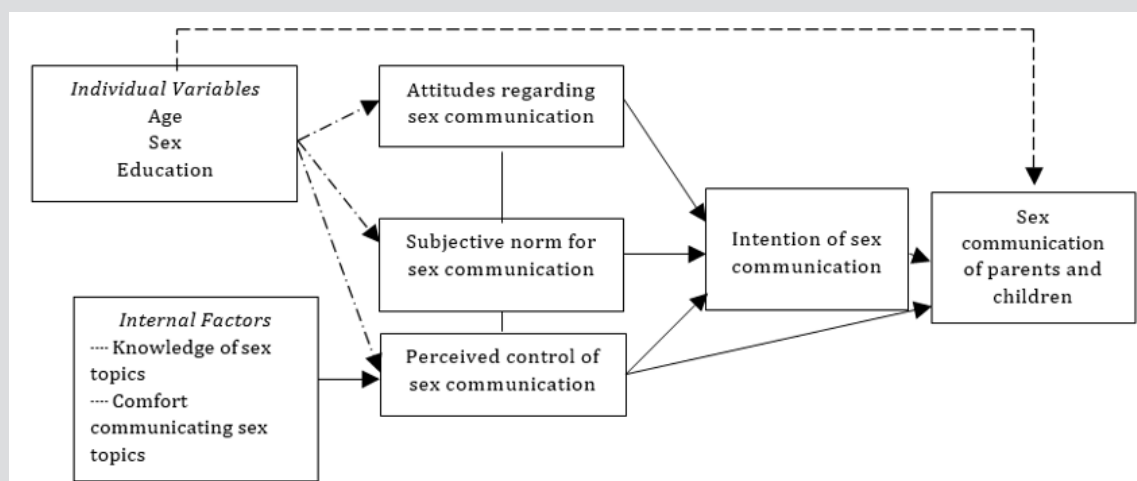 Individual Variables
Age
Sex
Education
Attitudes regarding
sex communication
Subjective norm for
sex communication
Intention of sex
communication
Sex
communication
of parents and
children
Internal Factors
---- Knowledge of sex
topics
---- Comfort
communicating sex
topics
Perceived control of
sex communication